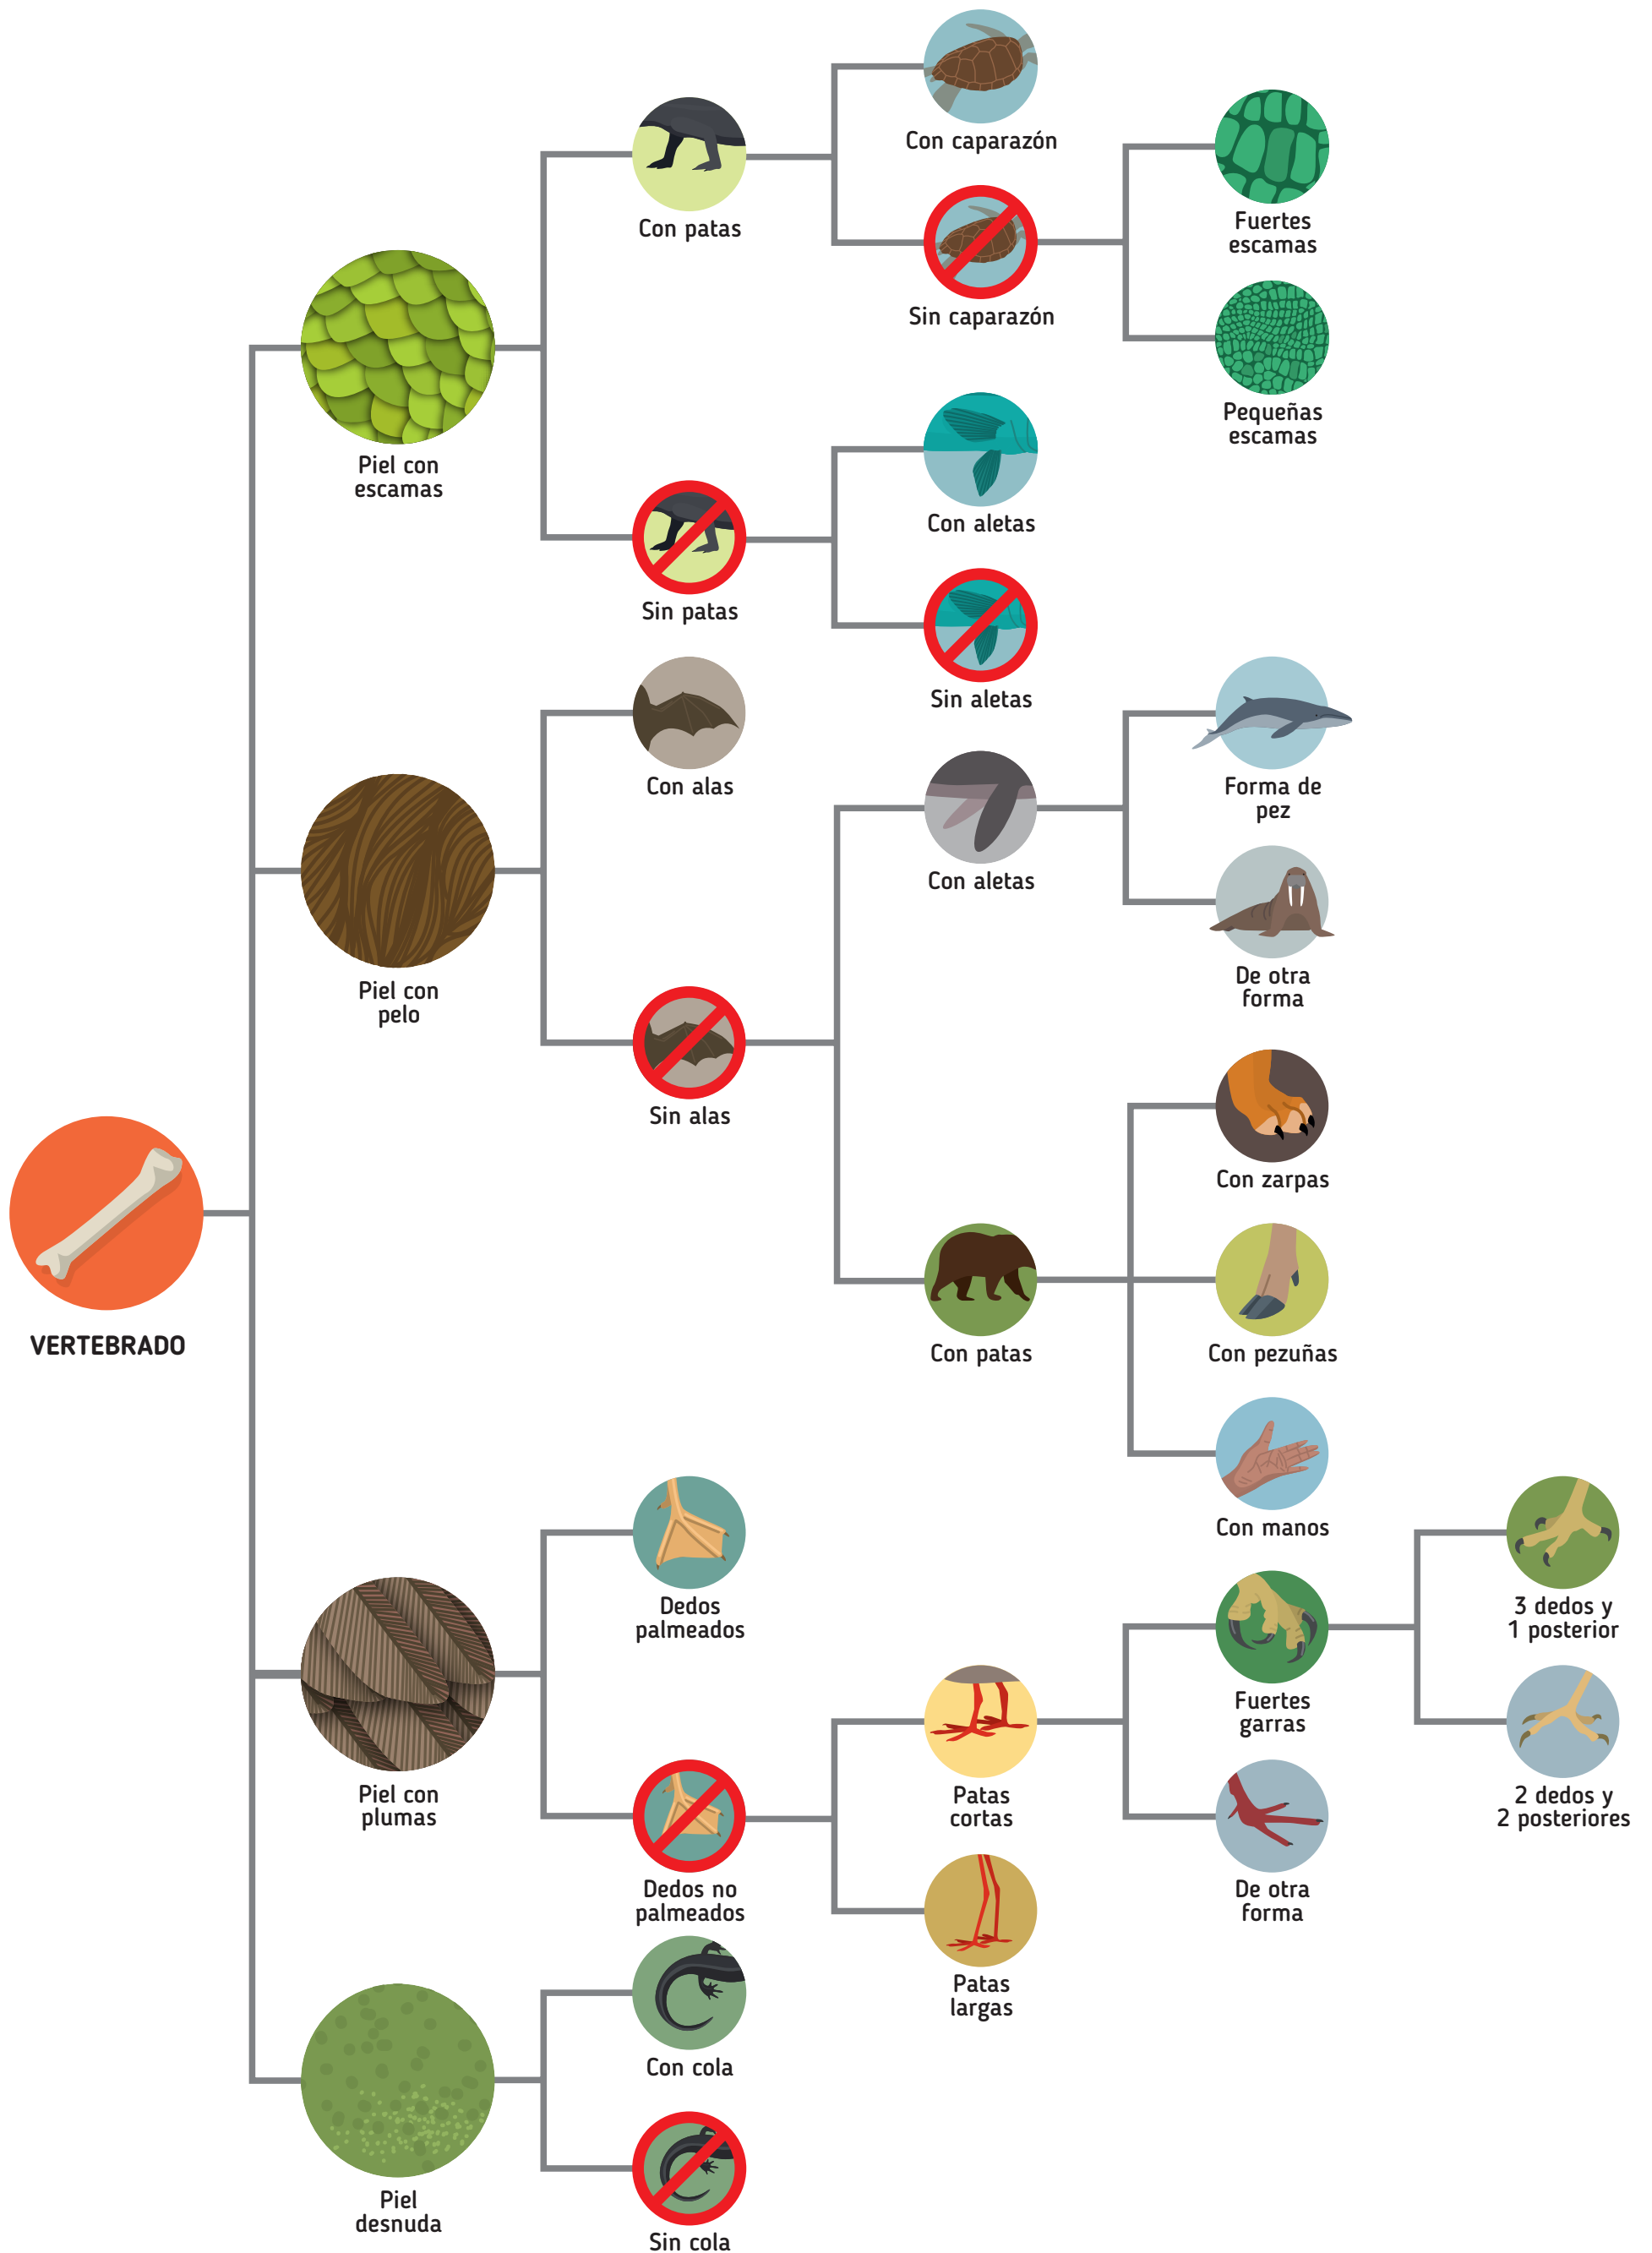 Con caparazón
Con patas
Fuertes
escamas
Sin caparazón
Pequeñas
escamas
Piel con
escamas
Con aletas
Sin patas
Sin aletas
Con alas
Forma de
pez
Con aletas
Piel con
pelo
De otra
forma
Sin alas
Con zarpas
VERTEBRADO
Con patas
Con pezuñas
Con manos
Dedos
palmeados
3 dedos y
1 posterior
Fuertes
garras
Piel con
plumas
Patas
cortas
2 dedos y
2 posteriores
Dedos no
palmeados
De otra
forma
Patas
largas
Con cola
Piel
desnuda
Sin cola